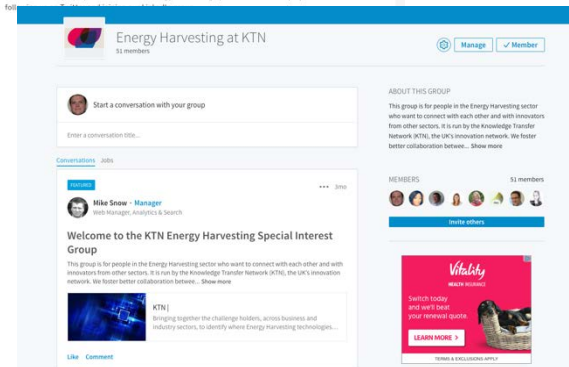 Energy Harvesting at KTN
51 members
Manage
✓ Member
Start a conversation with your group
Enter a conversation title...
Conversations Jobs
FEATURED
••• 3mo
Mike Snow - Manager
Web Manager, Analytics & Search
Welcome to the KTN Energy Harvesting Special Interest
Group
This group is for people in the Energy Harvesting sector who want to connect with each other and with
innovators from other sectors. It is run by the Knowledge Transfer Network (KTN), the UK's innovation
network. We foster better collaboration betwee... Show more
KTN |
Bringing together the challenge holders, across business and
industry sectors, to identify where Energy Harvesting technologies...
Like Comment
ABOUT THIS GROUP
This group is for people in the Energy Harvesting sector
who want to connect with each other and with innovators
from other sectors. It is run by the Knowledge Transfer
Network (KTN), the UK's innovation network. We foster
better collaboration betwee... Show more
MEMBERS 51 members
Invite others
Vitality
HEALTH INSURANCE
Switch today
and we'll beat
your renewal quote.
LEARN MORE >
TERMS & EXCLUSIONS APPLY